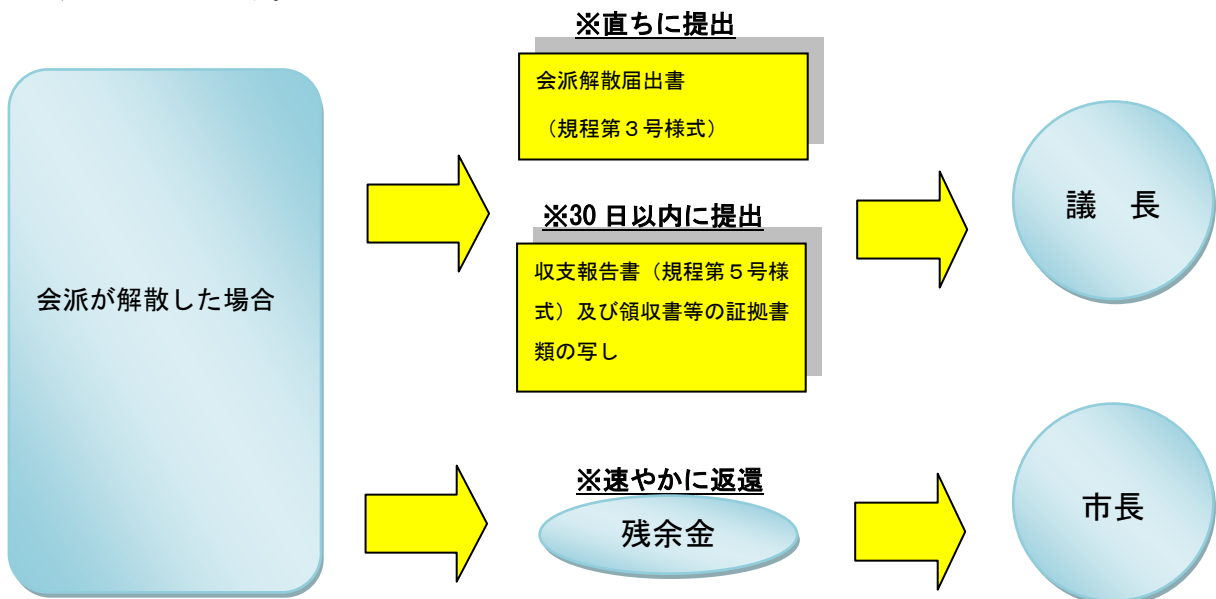 会派が解散した場合
※直ちに提出
会派解散届出書
（規程第３号様式）
※30 日以内に提出
収支報告書（規程第５号様
式）及び領収書等の証拠書
類の写し
議　長
※速やかに返還
残余金
市長